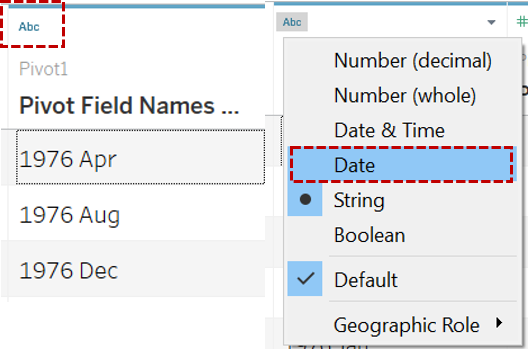 Abc
Pivot1
Pivot Field Names ...
1976 Apr
1976 Aug
1976 Dec
Abc
#
Number (decimal)
Number (whole)
Date & Time
Date
String
Boolean
Default
Geographic Role